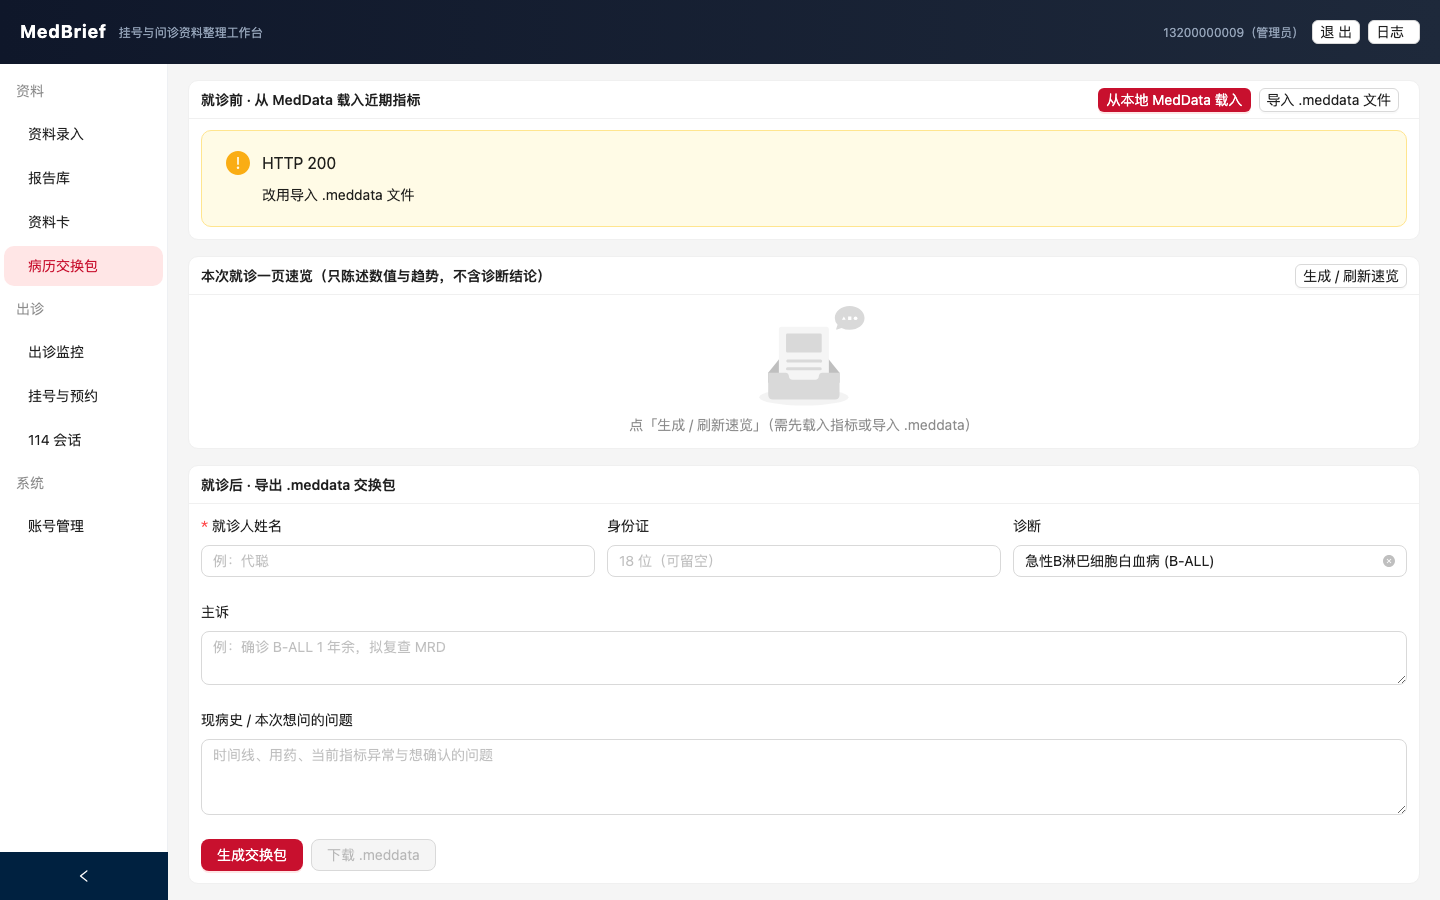 MedBrief 挂号与问诊资料整理工作台
13200000009（管理员） 退 出 日志
资料
资料录入
报告库
资料卡
病历交换包
出诊
出诊监控
挂号与预约
114 会话
系统
账号管理
就诊前 · 从 MedData 载入近期指标
从本地 MedData 载入 导入 .meddata 文件
HTTP 200
改用导入 .meddata 文件
本次就诊一页速览（只陈述数值与趋势，不含诊断结论）
生成 / 刷新速览
点「生成 / 刷新速览」（需先载入指标或导入 .meddata）
就诊后 · 导出 .meddata 交换包
* 就诊人姓名 身份证 诊断
例：代聪 18 位（可留空） 急性B淋巴细胞白血病 (B-ALL)
主诉
例：确诊 B-ALL 1 年余，拟复查 MRD
现病史 / 本次想问的问题
时间线、用药、当前指标异常与想确认的问题
生成交换包 下载 .meddata